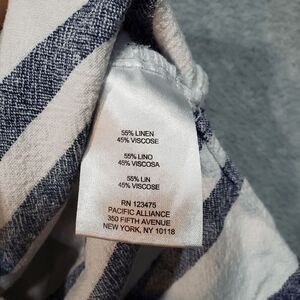 55% LINEN
45% VISCOSE
55% LINO
45% VISCOSA
55% LIN
45% VISCOSE
RN 123475
PACIFIC ALLIANCE
350 FIFTH AVENUE
NEW YORK, NY 10118